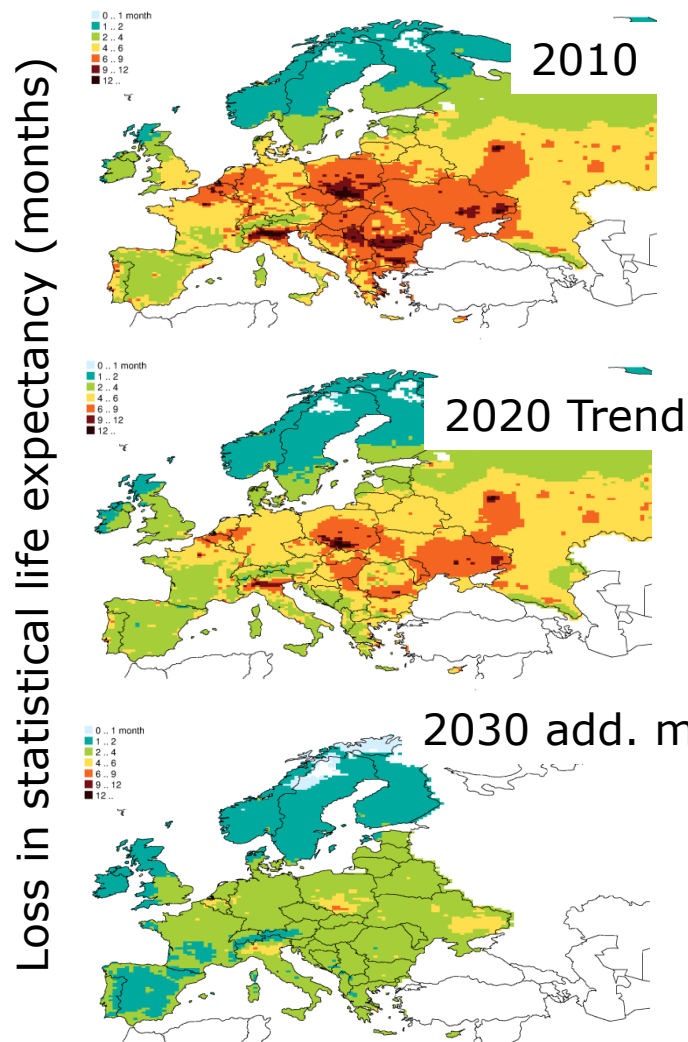 Loss in statistical life expectancy (months)
0 .. 1 month
1 .. 2
2 .. 4
4 .. 6
6 .. 9
9 .. 12
12 ..
2010
0 .. 1 month
1 .. 2
2 .. 4
4 .. 6
6 .. 9
9 .. 12
12 ..
2020 Trend
0 .. 1 month
1 .. 2
2 .. 4
4 .. 6
6 .. 9
9 .. 12
12 ..
2030 add. m